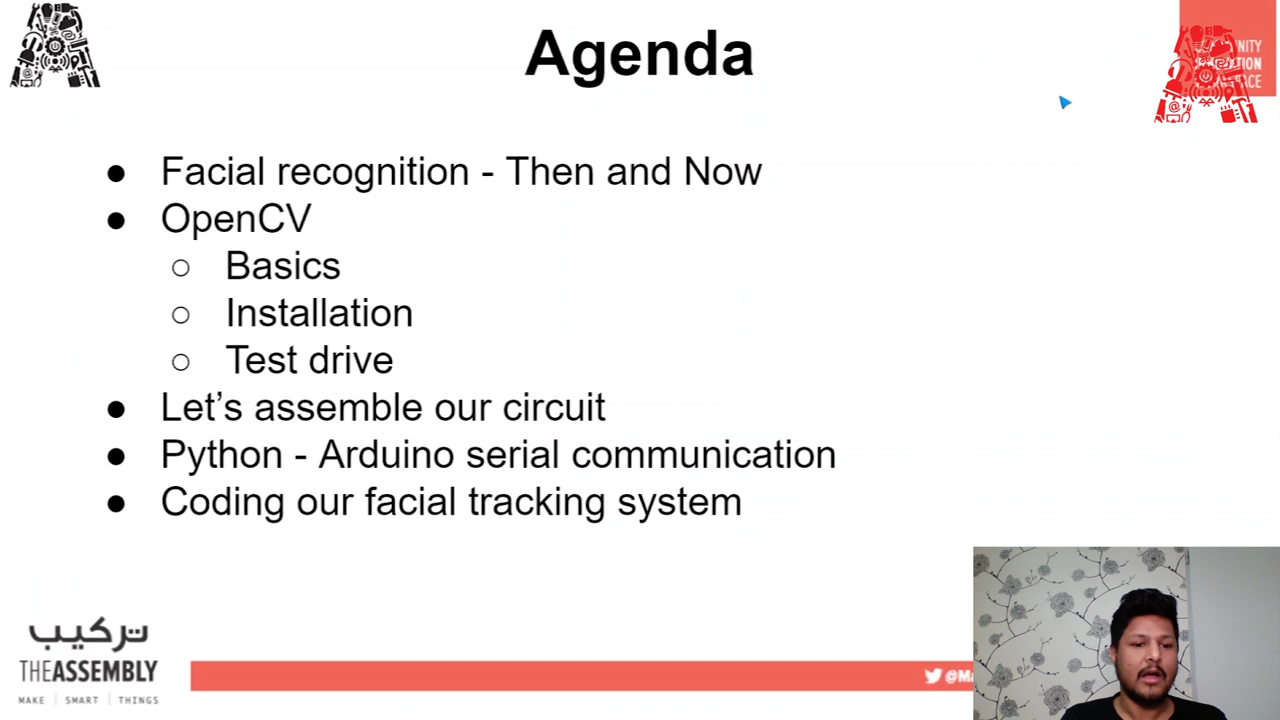 Agenda
● Facial recognition - Then and Now
● OpenCV
○ Basics
○ Installation
○ Test drive
● Let’s assemble our circuit
● Python - Arduino serial communication
● Coding our facial tracking system
تركيب
THEASSEMBLY
MAKE | SMART | THINGS